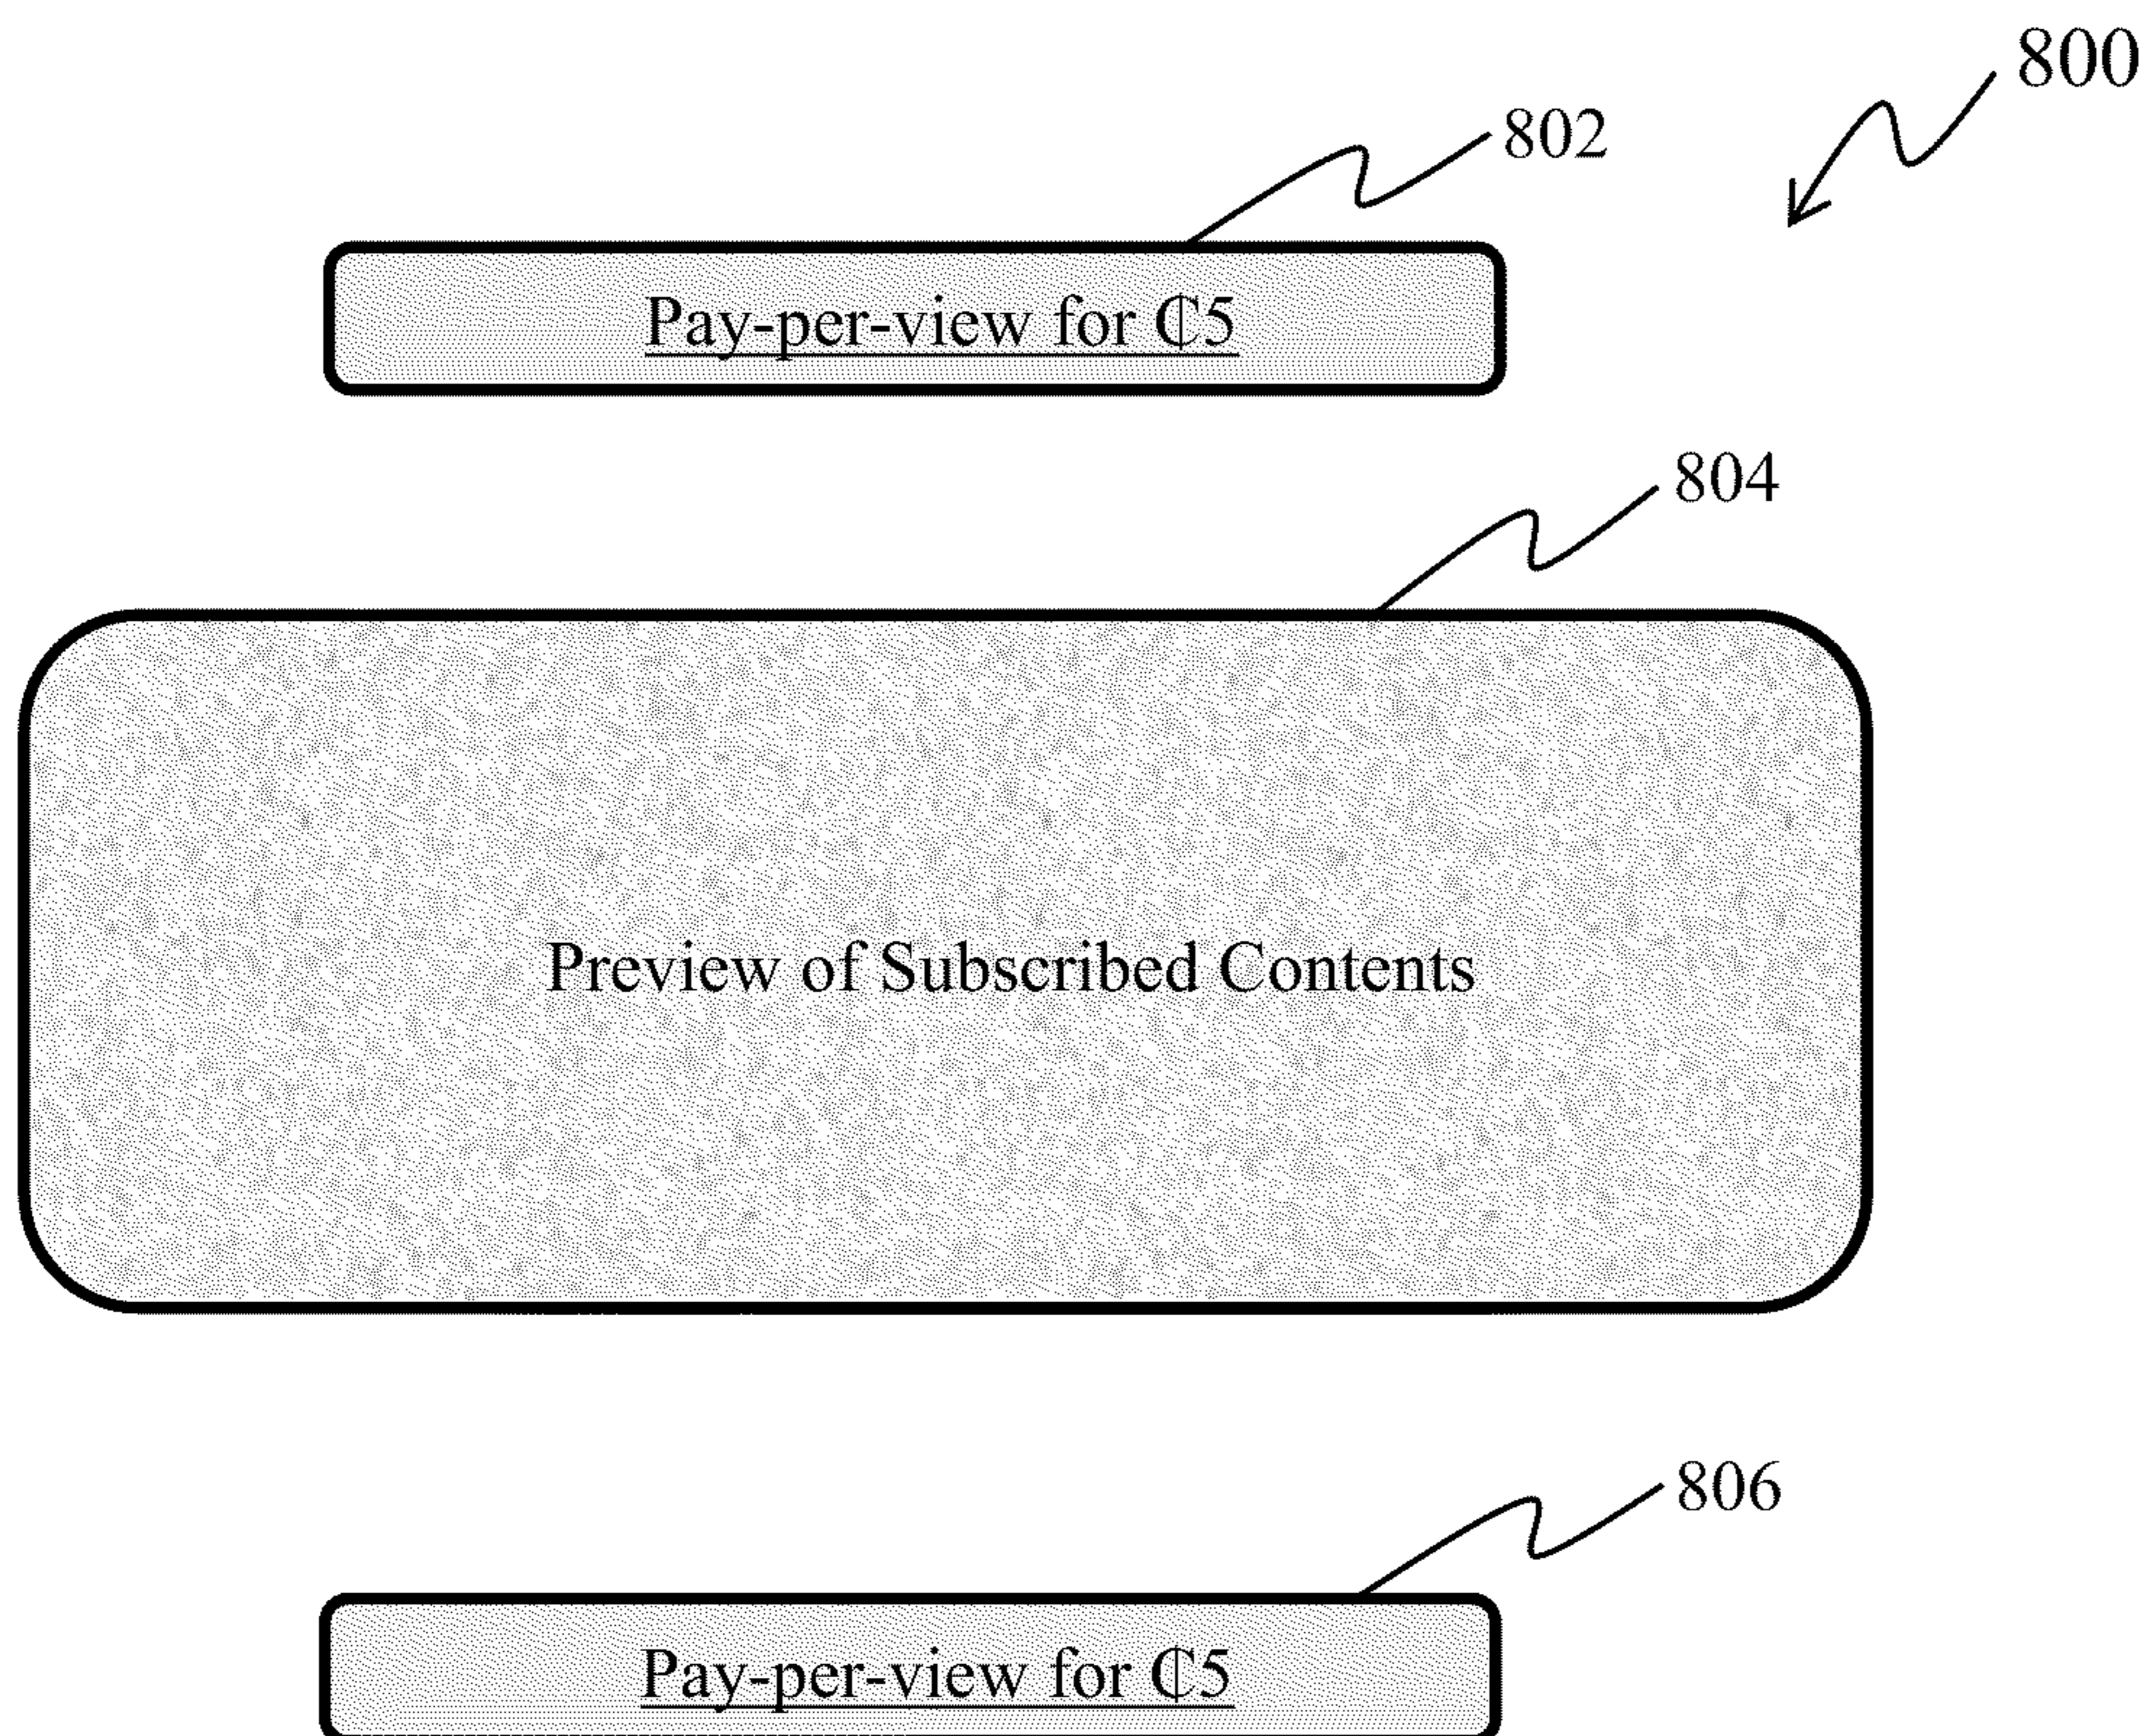 800
802
Pay-per-view for ₵5
804
Preview of Subscribed Contents
806
Pay-per-view for ₵5